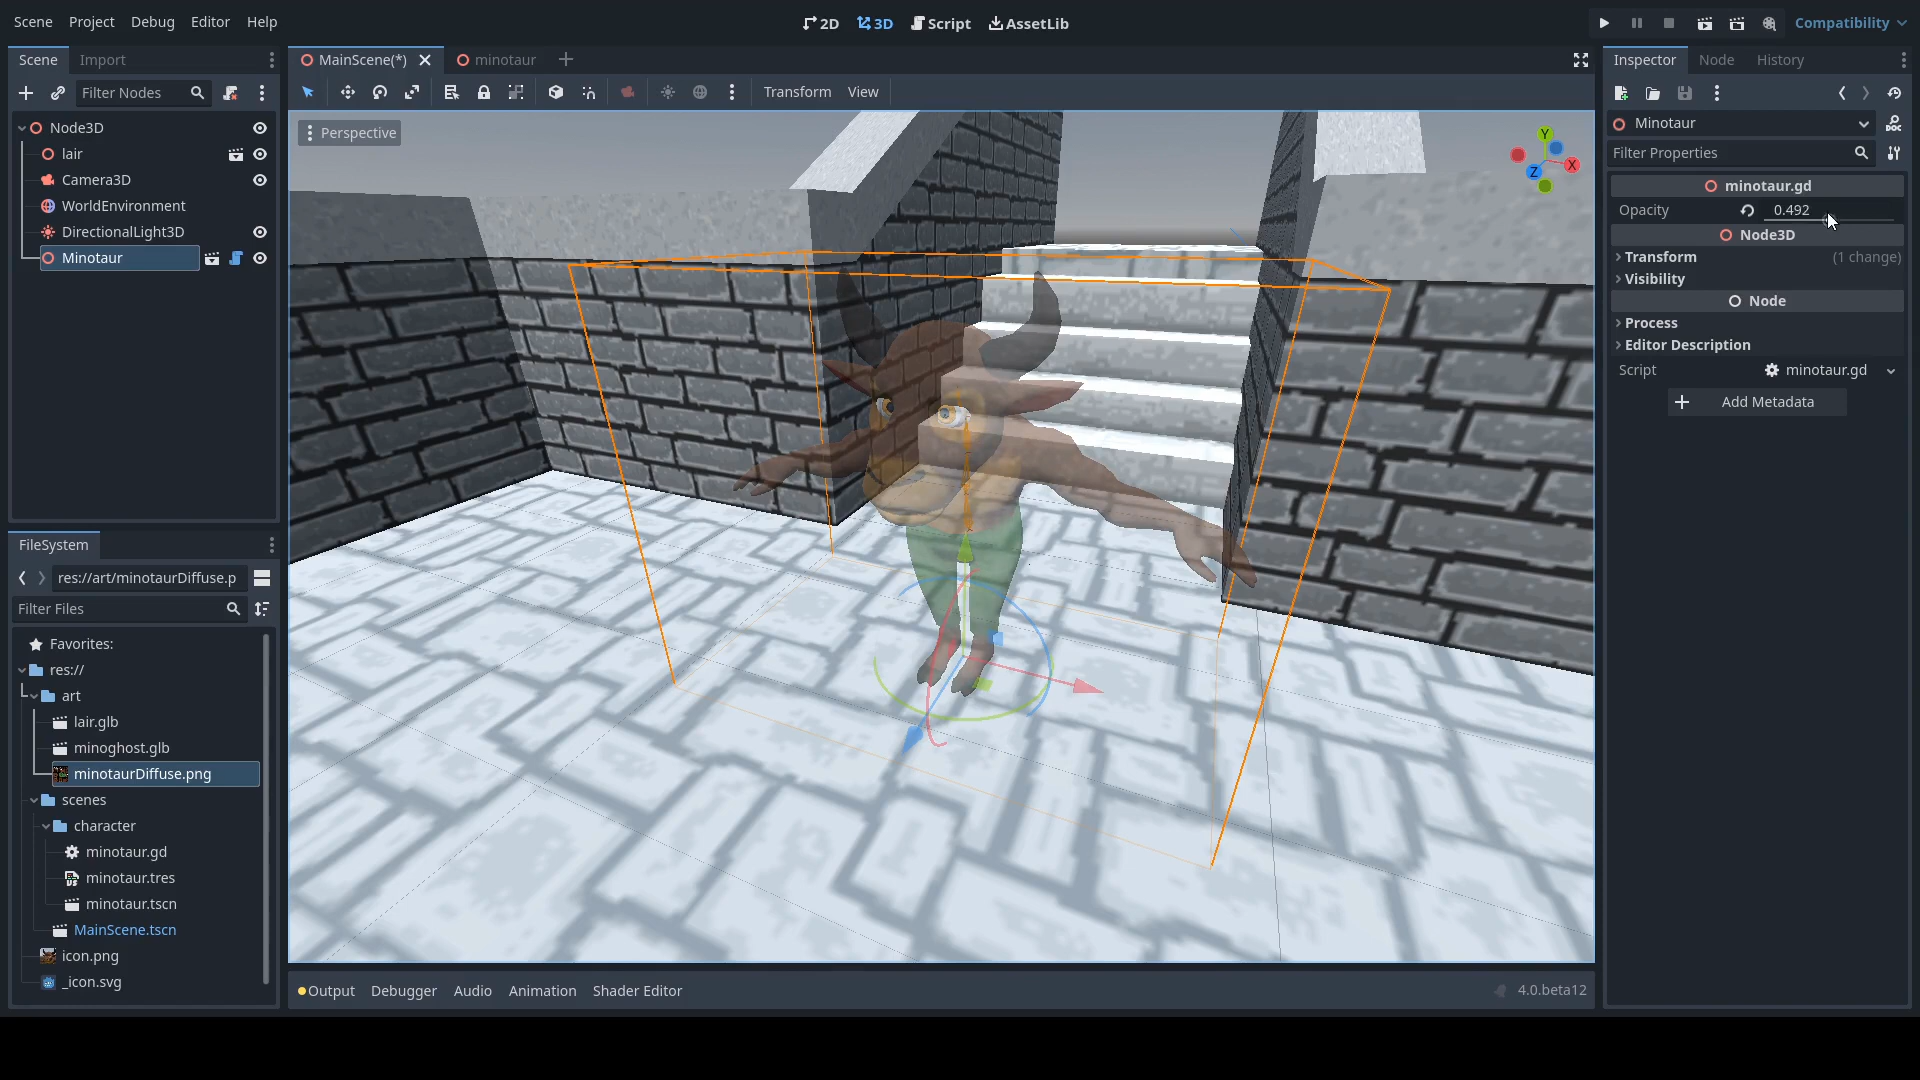 Scene Project Debug Editor Help
2D 3D Script AssetLib
Compatibility
Scene Import
Filter Nodes
Node3D
lair
Camera3D
WorldEnvironment
DirectionalLight3D
Minotaur
FileSystem
res://art/minotaurDiffuse.p
Filter Files
Favorites:
res://
art
lair.glb
minoghost.glb
minotaurDiffuse.png
scenes
character
minotaur.gd
minotaur.tres
minotaur.tscn
MainScene.tscn
icon.png
_icon.svg
MainScene(*) minotaur
Transform View
Perspective
Y
X
Z
Output Debugger Audio Animation Shader Editor 4.0.beta12
Inspector Node History
Minotaur
Filter Properties
minotaur.gd
Opacity 0.492
Node3D
Transform (1 change)
Visibility
Node
Process
Editor Description
Script minotaur.gd
Add Metadata